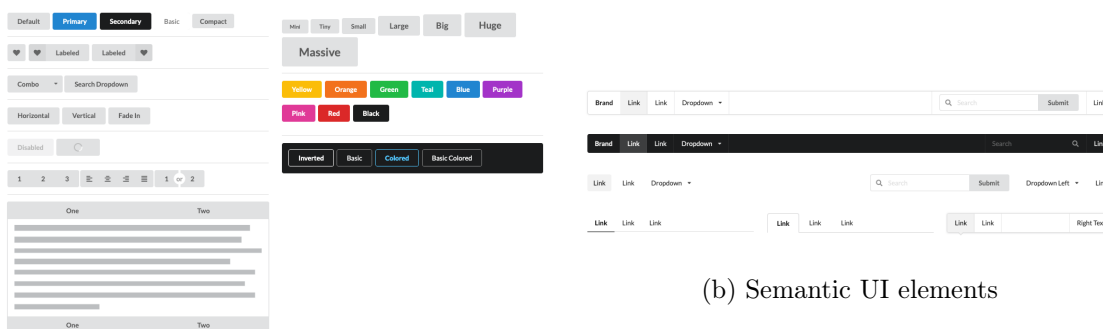 Default Primary Secondary Basic Compact
Labeled Labeled
Combo Search Dropdown
Horizontal Vertical Fade In
Disabled
1 2 3 1 or 2
One Two
One Two
Mini Tiny Small Large Big Huge
Massive
Yellow Orange Green Teal Blue Purple
Pink Red Black
Inverted Basic Colored Basic Colored
Brand Link Link Dropdown Search Submit Lin
Brand Link Link Dropdown Search Lin
Link Link Dropdown Search Submit Dropdown Left Lin
Link Link Link Link Link Link Link Link Right Tex
(b) Semantic UI elements